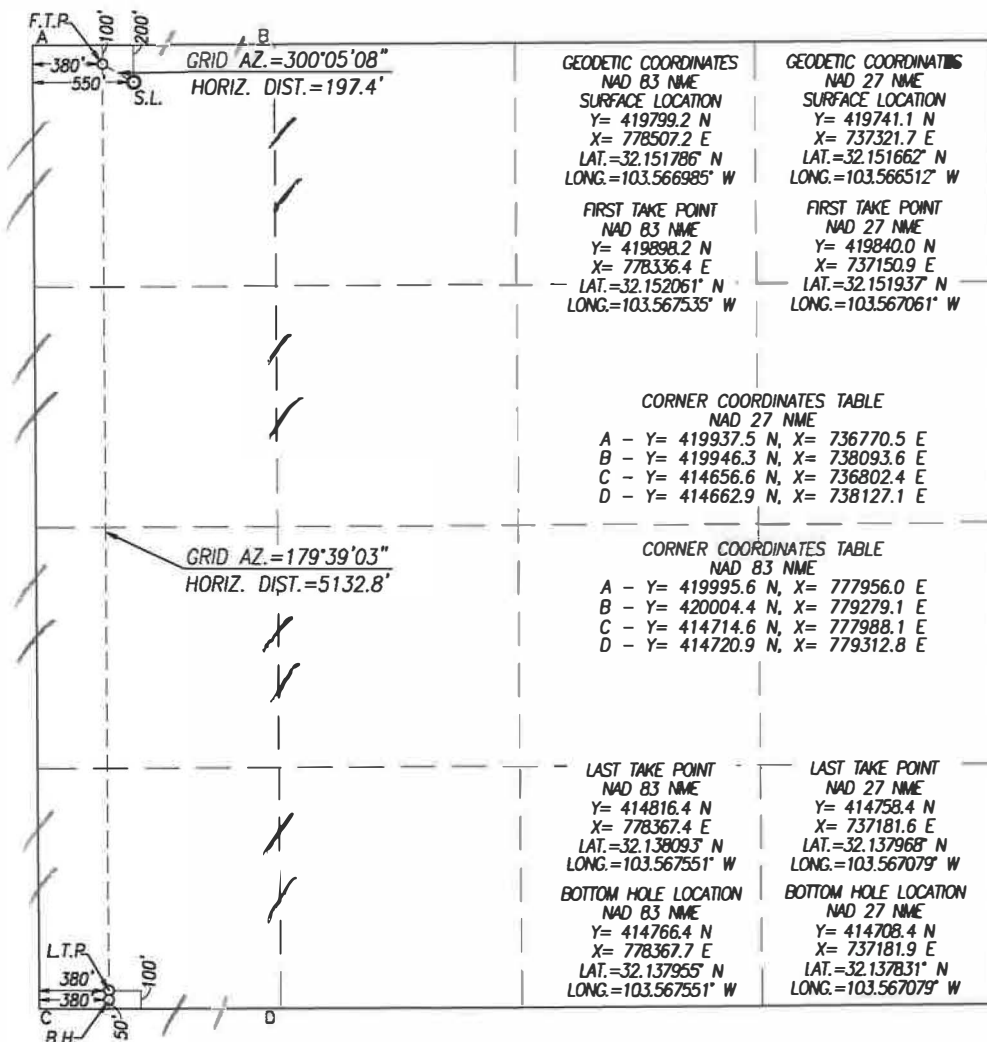 F.T.P.
100'
200'
A
B
380'
550'
S.L.
GRID AZ.=300°05'08"
HORIZ. DIST.=197.4'
GEODETIC COORDINATES
NAD 83 NME
SURFACE LOCATION
Y= 419799.2 N
X= 778507.2 E
LAT.=32.151786° N
LONG.=103.566985° W
FIRST TAKE POINT
NAD 83 NME
Y= 419898.2 N
X= 778336.4 E
LAT.=32.152061° N
LONG.=103.567535° W
GEODETIC COORDINATES
NAD 27 NME
SURFACE LOCATION
Y= 419741.1 N
X= 737321.7 E
LAT.=32.151662° N
LONG.=103.566512° W
FIRST TAKE POINT
NAD 27 NME
Y= 419840.0 N
X= 737150.9 E
LAT.=32.151937° N
LONG.=103.567061° W
CORNER COORDINATES TABLE
NAD 27 NME
A - Y= 419937.5 N, X= 736770.5 E
B - Y= 419946.3 N, X= 738093.6 E
C - Y= 414656.6 N, X= 736802.4 E
D - Y= 414662.9 N, X= 738127.1 E
GRID AZ.=179°39'03"
HORIZ. DIST.=5132.8'
CORNER COORDINATES TABLE
NAD 83 NME
A - Y= 419995.6 N, X= 777956.0 E
B - Y= 420004.4 N, X= 779279.1 E
C - Y= 414714.6 N, X= 777988.1 E
D - Y= 414720.9 N, X= 779312.8 E
LAST TAKE POINT
NAD 83 NME
Y= 414816.4 N
X= 778367.4 E
LAT.=32.138093° N
LONG.=103.567551° W
BOTTOM HOLE LOCATION
NAD 83 NME
Y= 414766.4 N
X= 778367.7 E
LAT.=32.137955° N
LONG.=103.567551° W
LAST TAKE POINT
NAD 27 NME
Y= 414758.4 N
X= 737181.6 E
LAT.=32.137968° N
LONG.=103.567079° W
BOTTOM HOLE LOCATION
NAD 27 NME
Y= 414708.4 N
X= 737181.9 E
LAT.=32.137831° N
LONG.=103.567079° W
L.T.P.
380'
380'
100'
50'
C
D
B.H.